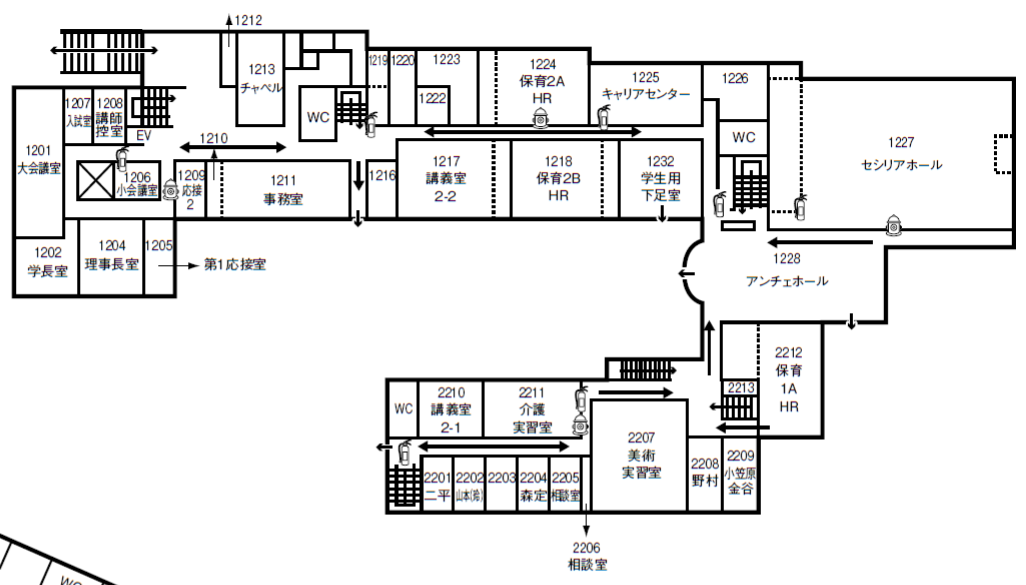 1212
1213
チャペル
1219
1220
1223
1222
1224
保育2A
HR
1225
キャリアセンター
1226
WC
1207
入試室
1208
講師
控室
EV
1201
大会議室
1210
WC
1227
セシリアホール
1206
小会議室
1209
応接
2
1211
事務室
1216
1217
講義室
2-2
1218
保育2B
HR
1232
学生用
下足室
1202
学長室
1204
理事長室
1205
第1応接室
1228
アンチェホール
2212
保育
1A
HR
2213
WC
2210
講義室
2-1
2211
介護
実習室
2207
美術
実習室
2208
野村
2209
小笠原
金谷
2201
二平
2202
2203
2204
森定
2205
相談室
2206
相談室
WC